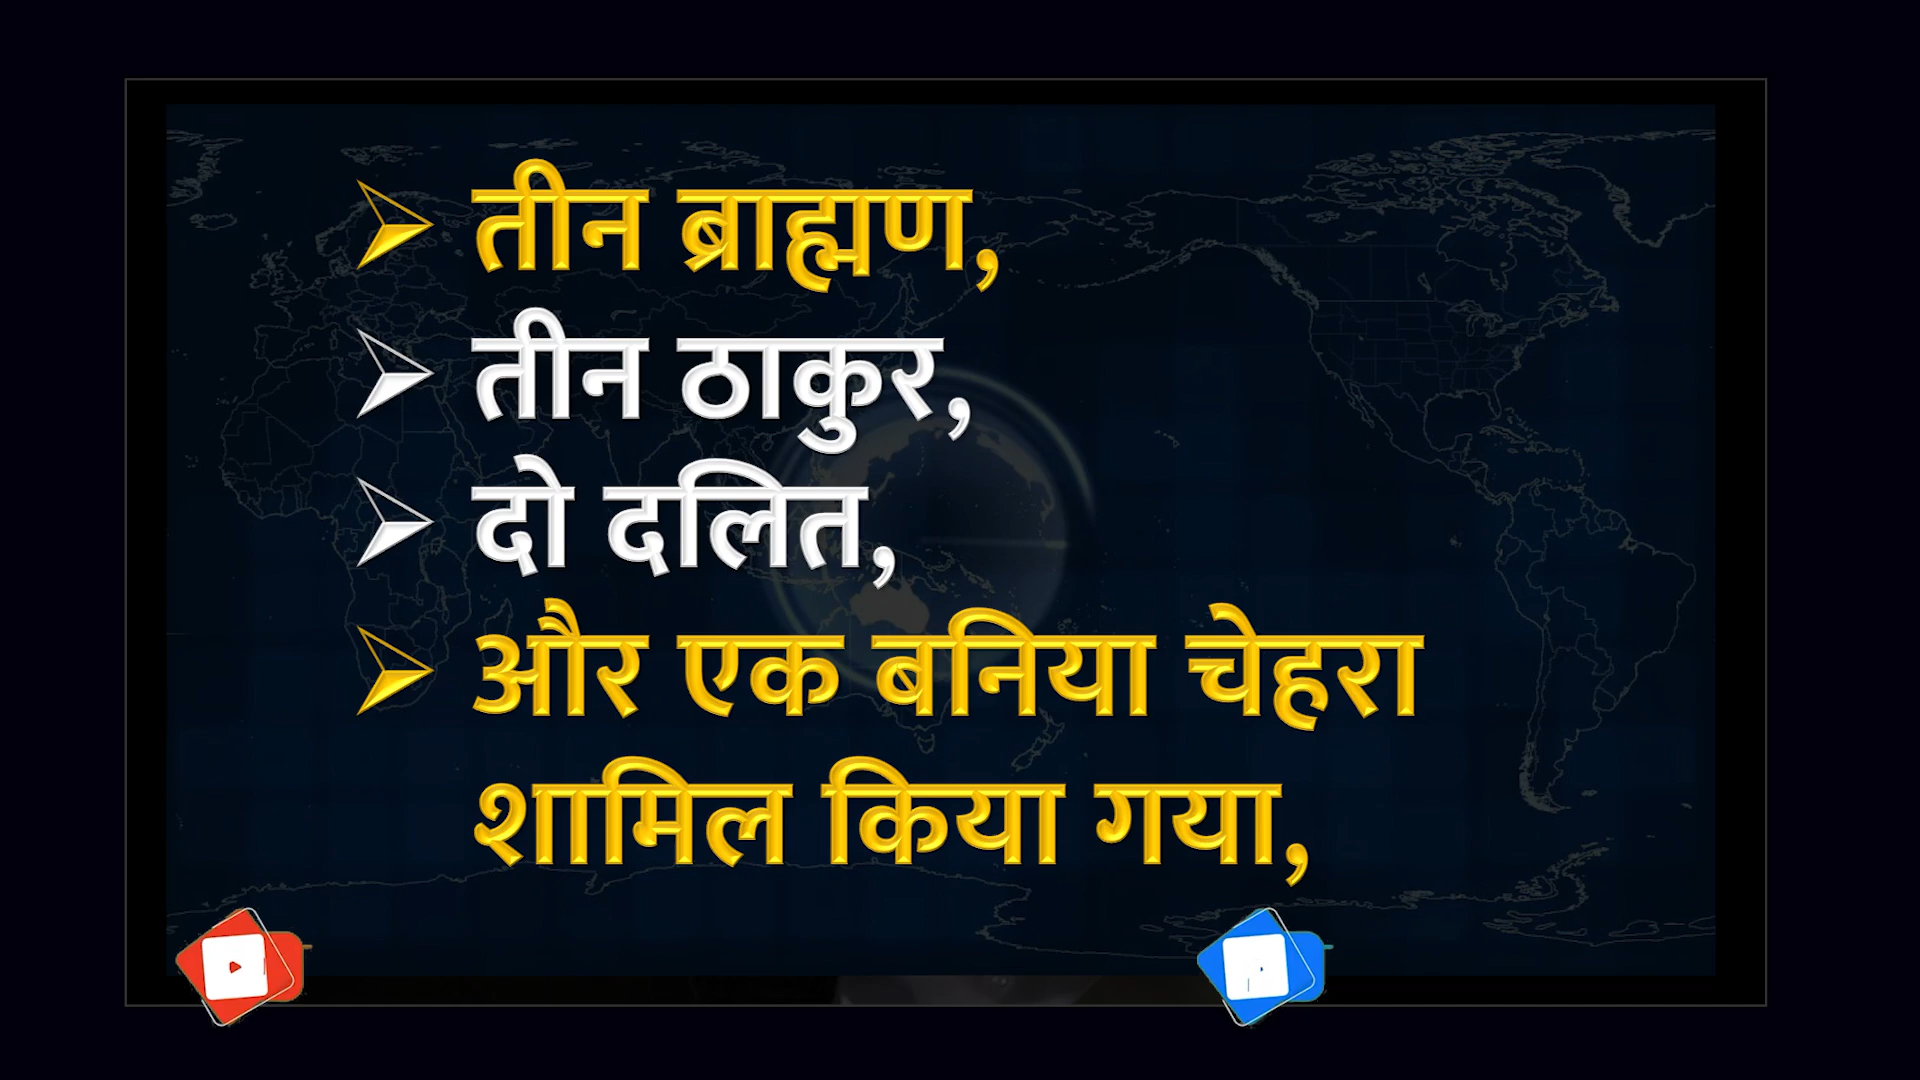 तीन ब्राह्मण,
तीन ठाकुर,
दो दलित,
और एक बनिया चेहरा
शामिल किया गया,